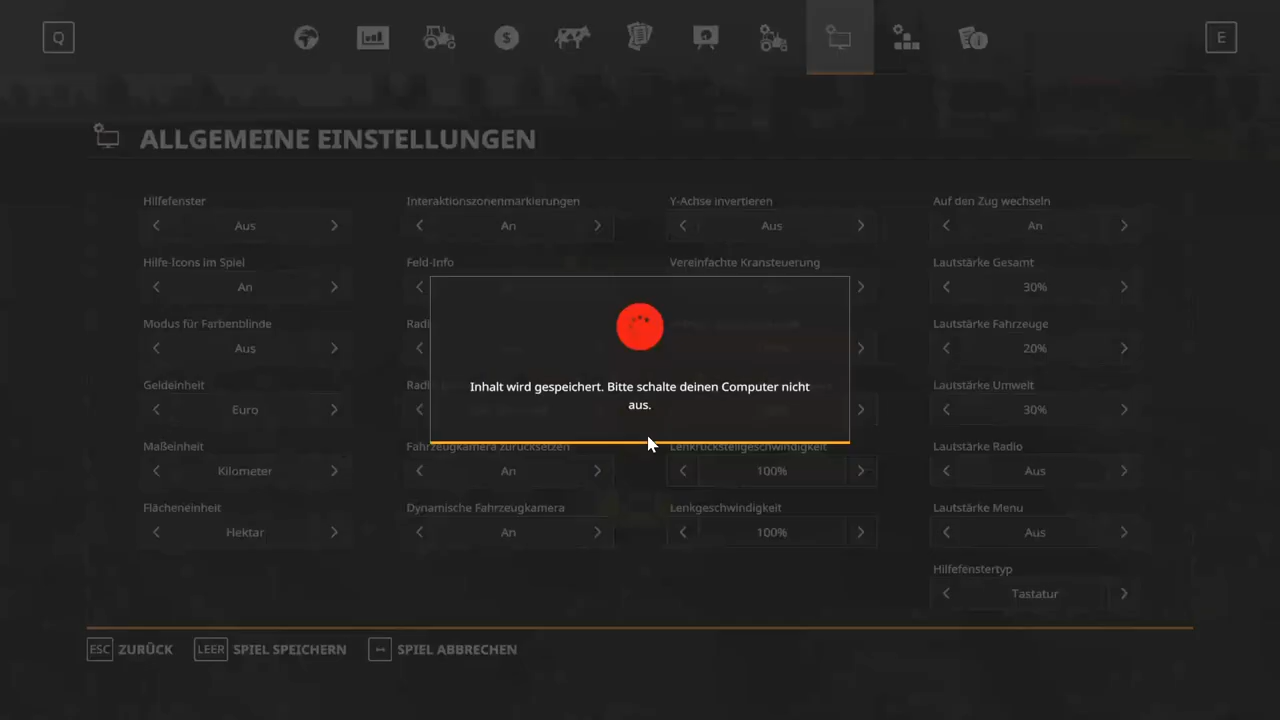 Q
E
ALLGEMEINE EINSTELLUNGEN
Hilfefenster
Aus
Interaktionszonenmarkierungen
An
Y-Achse invertieren
Aus
Auf den Zug wechseln
An
Hilfe-Icons im Spiel
An
Feld-Info
Vereinfachte Kransteuerung
Lautstärke Gesamt
30%
Modus für Farbenblinde
Aus
Radi
Lautstärke Fahrzeuge
20%
Geldeinheit
Euro
Radi
Lautstärke Umwelt
30%
Inhalt wird gespeichert. Bitte schalte deinen Computer nicht
aus.
Maßeinheit
Kilometer
Fahrzeugkamera zurücksetzen
An
Lenkrückstellgeschwindigkeit
100%
Lautstärke Radio
Aus
Flächeneinheit
Hektar
Dynamische Fahrzeugkamera
An
Lenkgeschwindigkeit
100%
Lautstärke Menu
Aus
Hilfefenstertyp
Tastatur
ESC ZURÜCK
LEER SPIEL SPEICHERN
SPIEL ABBRECHEN